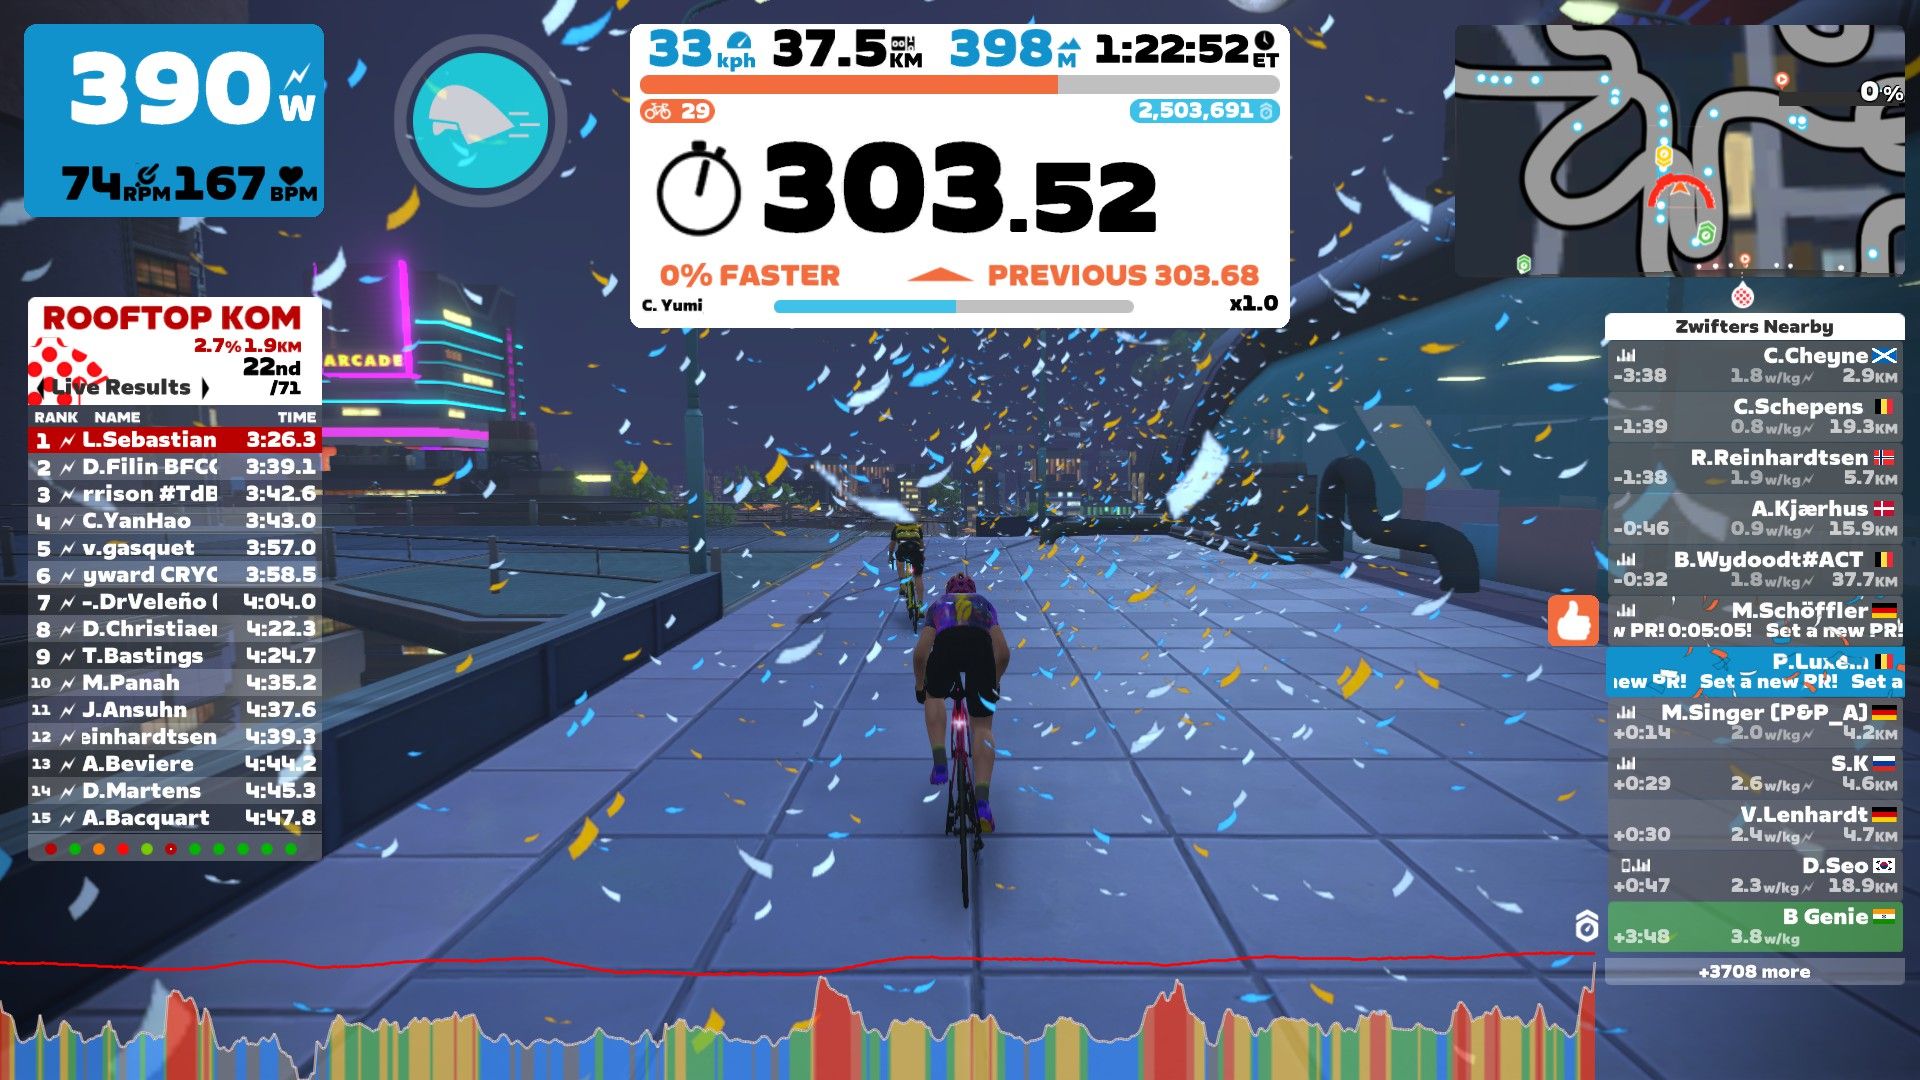 390 W
74 RPM 167 BPM
33 kph 37.5 KM 398 M 1:22:52 ET
29
2,503,691
303.52
0% FASTER PREVIOUS 303.68
C. Yumi x1.0
0%
ROOFTOP KOM
2.7% 1.9KM
22nd
Live Results /71
RANK NAME TIME
1 L.Sebastian 3:26.3
2 D.Filin BFCC 3:39.1
3 rrison #TdB 3:42.6
4 C.YanHao 3:43.0
5 v.gasquet 3:57.0
6 yward CRYC 3:58.5
7 -.DrVeleño ( 4:04.0
8 D.Christiaen 4:22.3
9 T.Bastings 4:24.7
10 M.Panah 4:35.2
11 J.Ansuhn 4:37.6
12 einhardtsen 4:39.3
13 A.Beviere 4:44.2
14 D.Martens 4:45.3
15 A.Bacquart 4:47.8
ARCADE
Zwifters Nearby
C.Cheyne
-3:38 1.8w/kg 2.9KM
C.Schepens
-1:39 0.8w/kg 19.3KM
R.Reinhardtsen
-1:38 1.9w/kg 5.7KM
A.Kjærhus
-0:46 0.9w/kg 15.9KM
B.Wydoodt#ACT
-0:32 1.8w/kg 37.7KM
M.Schöffler
w PR! 0:05:05! Set a new PR!
P.Luxe...
new PR! Set a new PR! Set a
M.Singer (P&P_A)
+0:14 2.0w/kg 4.2KM
S.K
+0:29 2.6w/kg 4.6KM
V.Lenhardt
+0:30 2.4w/kg 4.7KM
D.Seo
+0:47 2.3w/kg 18.9KM
B Genie
+3:48 3.8w/kg
+3708 more